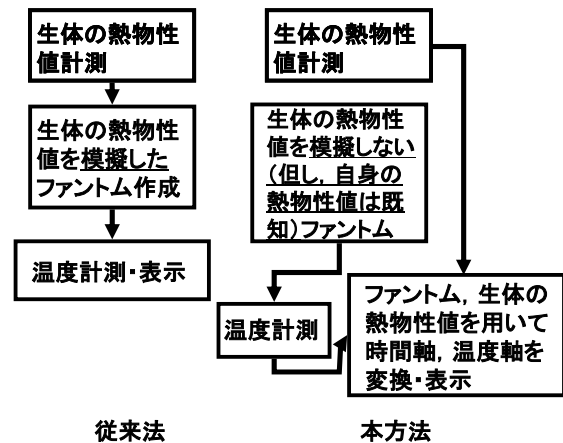 生体の熱物性
値計測
生体の熱物性
値を模擬した
ファントム作成
温度計測・表示
従来法
生体の熱物性
値計測
生体の熱物性
値を模擬しない
(但し,自身の
熱物性値は既
知)ファントム
温度計測
ファントム,生体の
熱物性値を用いて
時間軸,温度軸を
変換・表示
本方法